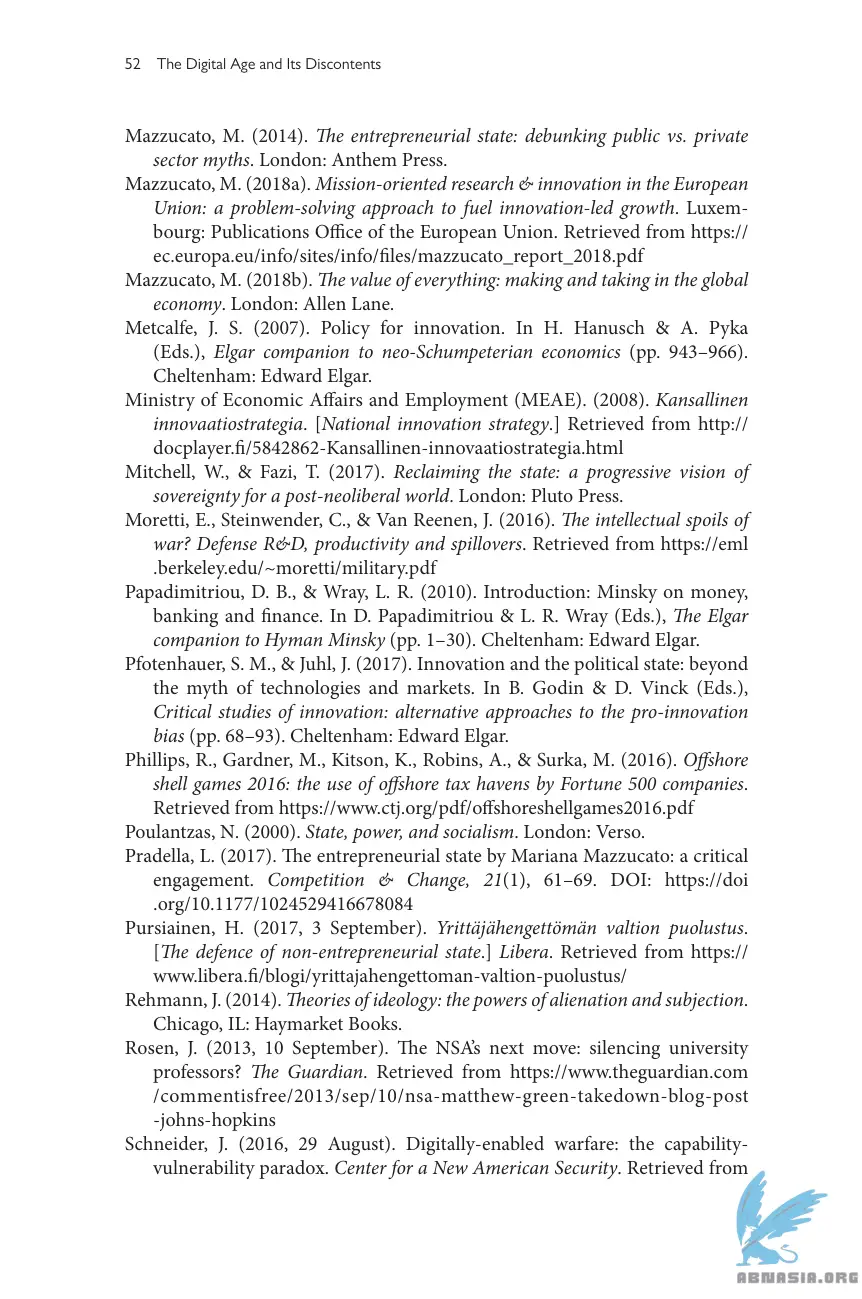 52 The Digital Age and Its Discontents
Mazzucato, M. (2014). The entrepreneurial state: debunking public vs. private
sector myths. London: Anthem Press.
Mazzucato, M. (2018a). Mission-oriented research & innovation in the European
Union: a problem-solving approach to fuel innovation-led growth. Luxem-
bourg: Publications Office of the European Union. Retrieved from https://
ec.europa.eu/info/sites/info/files/mazzucato_report_2018.pdf
Mazzucato, M. (2018b). The value of everything: making and taking in the global
economy. London: Allen Lane.
Metcalfe, J. S. (2007). Policy for innovation. In H. Hanusch & A. Pyka
(Eds.), Elgar companion to neo-Schumpeterian economics (pp. 943–966).
Cheltenham: Edward Elgar.
Ministry of Economic Affairs and Employment (MEAE). (2008). Kansallinen
innovaatiostrategia. [National innovation strategy.] Retrieved from http://
docplayer.fi/5842862-Kansallinen-innovaatiostrategia.html
Mitchell, W., & Fazi, T. (2017). Reclaiming the state: a progressive vision of
sovereignty for a post-neoliberal world. London: Pluto Press.
Moretti, E., Steinwender, C., & Van Reenen, J. (2016). The intellectual spoils of
war? Defense R&D, productivity and spillovers. Retrieved from https://eml
.berkeley.edu/~moretti/military.pdf
Papadimitriou, D. B., & Wray, L. R. (2010). Introduction: Minsky on money,
banking and finance. In D. Papadimitriou & L. R. Wray (Eds.), The Elgar
companion to Hyman Minsky (pp. 1–30). Cheltenham: Edward Elgar.
Pfotenhauer, S. M., & Juhl, J. (2017). Innovation and the political state: beyond
the myth of technologies and markets. In B. Godin & D. Vinck (Eds.),
Critical studies of innovation: alternative approaches to the pro-innovation
bias (pp. 68–93). Cheltenham: Edward Elgar.
Phillips, R., Gardner, M., Kitson, K., Robins, A., & Surka, M. (2016). Offshore
shell games 2016: the use of offshore tax havens by Fortune 500 companies.
Retrieved from https://www.ctj.org/pdf/offshoreshellgames2016.pdf
Poulantzas, N. (2000). State, power, and socialism. London: Verso.
Pradella, L. (2017). The entrepreneurial state by Mariana Mazzucato: a critical
engagement. Competition & Change, 21(1), 61–69. DOI: https://doi
.org/10.1177/1024529416678084
Pursiainen, H. (2017, 3 September). Yrittäjähengettömän valtion puolustus.
[The defence of non-entrepreneurial state.] Libera. Retrieved from https://
www.libera.fi/blogi/yrittajahengettoman-valtion-puolustus/
Rehmann, J. (2014). Theories of ideology: the powers of alienation and subjection.
Chicago, IL: Haymarket Books.
Rosen, J. (2013, 10 September). The NSA’s next move: silencing university
professors? The Guardian. Retrieved from https://www.theguardian.com
/commentisfree/2013/sep/10/nsa-matthew-green-takedown-blog-post
-johns-hopkins
Schneider, J. (2016, 29 August). Digitally-enabled warfare: the capability-
vulnerability paradox. Center for a New American Security. Retrieved from
ABNASIA.ORG